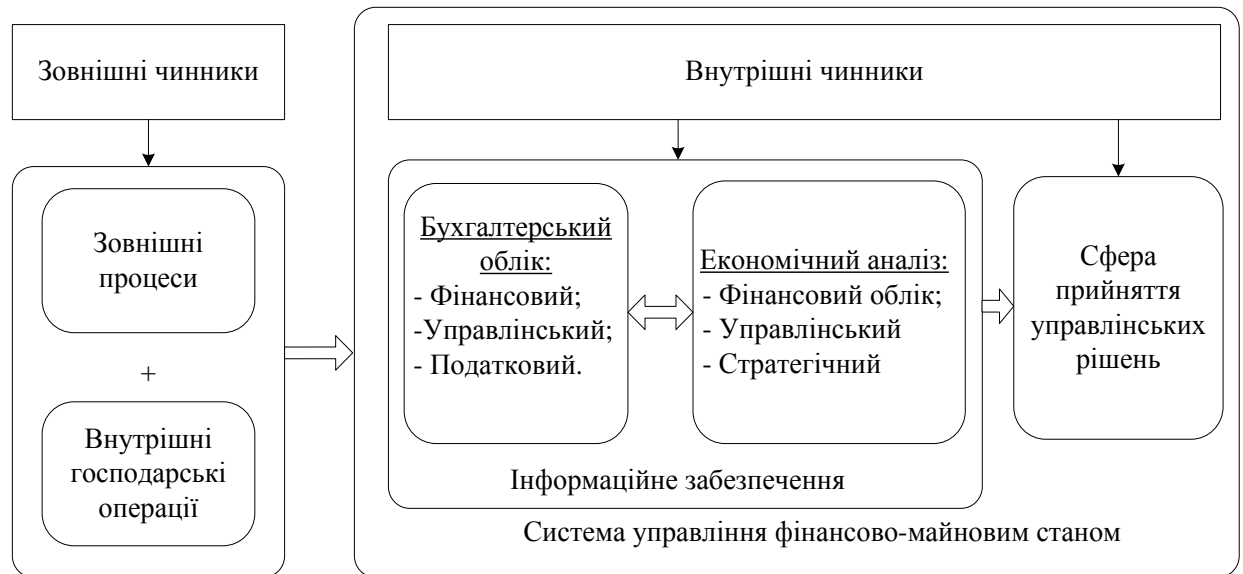 Зовнішні чинники
Зовнішні
процеси
+
Внутрішні
господарські
операції
Внутрішні чинники
Бухгалтерський
облік:
- Фінансовий;
-Управлінський;
- Податковий.
Економічний аналіз:
- Фінансовий облік;
- Управлінський
- Стратегічний
Сфера
прийняття
управлінських
рішень
Інформаційне забезпечення
Система управління фінансово-майновим станом